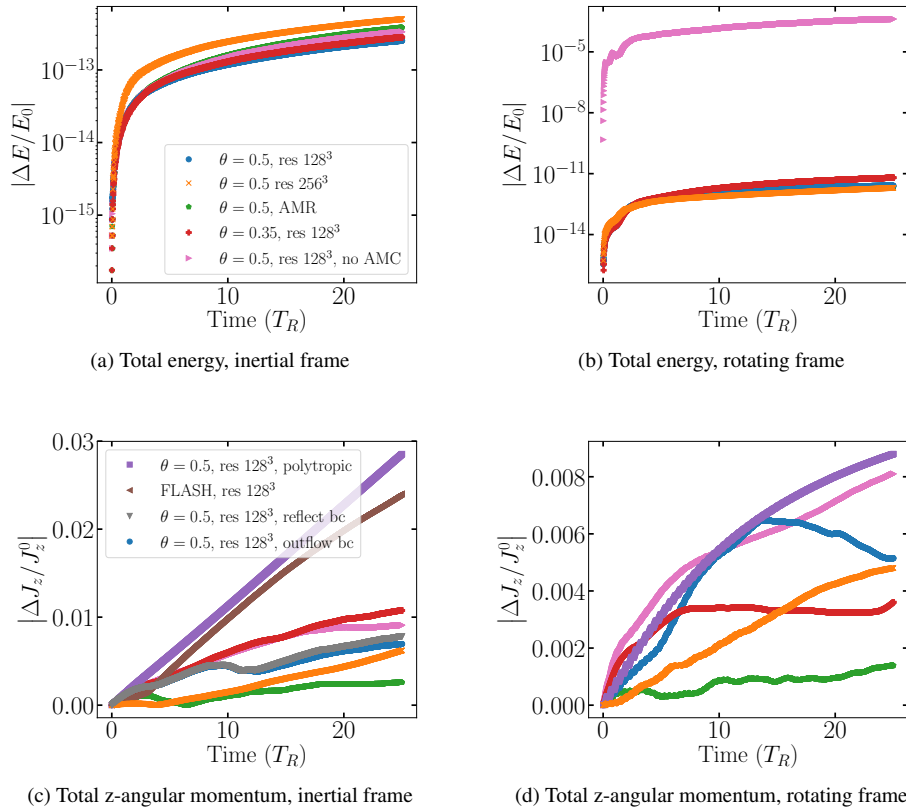 10⁻¹³
10⁻¹⁴
10⁻¹⁵
|ΔE/E₀|
θ = 0.5, res 128³
θ = 0.5 res 256³
θ = 0.5, AMR
θ = 0.35, res 128³
θ = 0.5, res 128³, no AMC
0 10 20
Time (T_R)
(a) Total energy, inertial frame
10⁻⁵
10⁻⁸
10⁻¹¹
10⁻¹⁴
|ΔE/E₀|
0 10 20
Time (T_R)
(b) Total energy, rotating frame
0.03
0.02
0.01
0.00
|ΔJ_z/J_z⁰|
θ = 0.5, res 128³, polytropic
FLASH, res 128³
θ = 0.5, res 128³, reflect bc
θ = 0.5, res 128³, outflow bc
0 10 20
Time (T_R)
(c) Total z-angular momentum, inertial frame
0.008
0.006
0.004
0.002
0.000
|ΔJ_z/J_z⁰|
0 10 20
Time (T_R)
(d) Total z-angular momentum, rotating frame